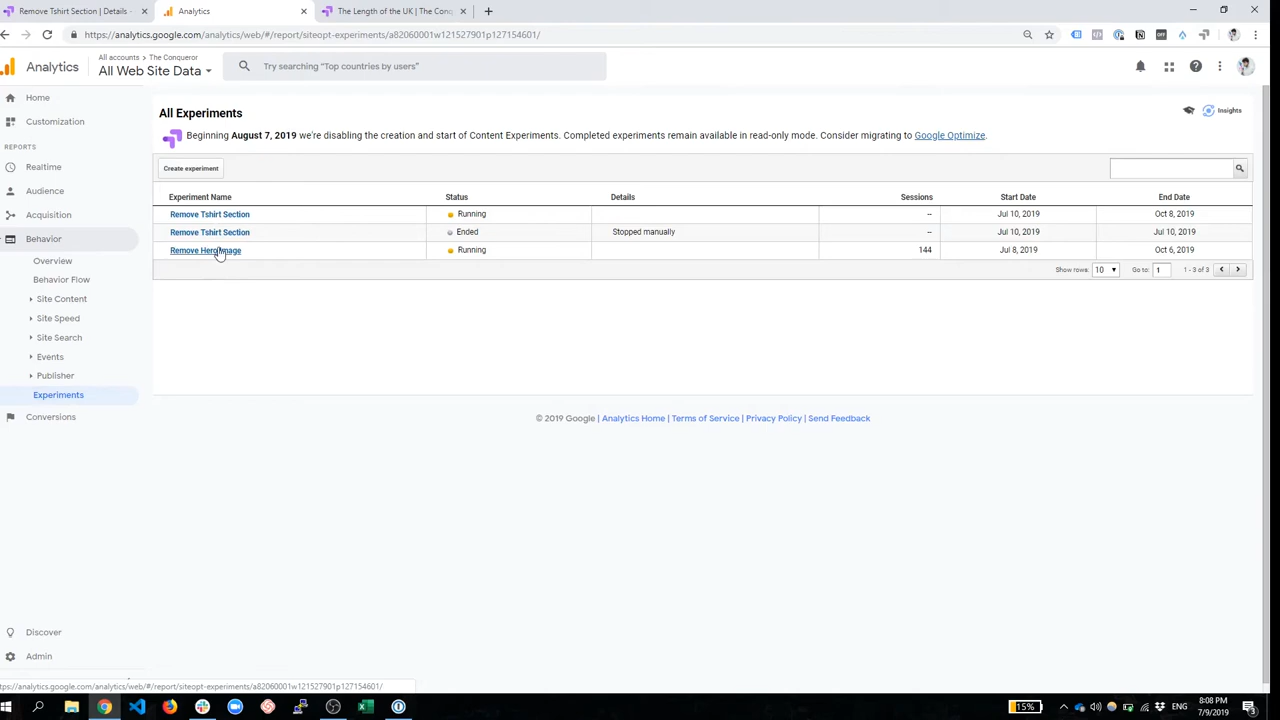 Remove Tshirt Section | Details -
Analytics
The Length of the UK | The Conq
https://analytics.google.com/analytics/web/#/report/siteopt-experiments/a82060001w121527901p127154601/
Analytics
All accounts > The Conqueror
All Web Site Data
Try searching "Top countries by users"
Home
Customization
REPORTS
Realtime
Audience
Acquisition
Behavior
Overview
Behavior Flow
Site Content
Site Speed
Site Search
Events
Publisher
Experiments
Conversions
Discover
Admin
All Experiments
Insights
Beginning August 7, 2019 we're disabling the creation and start of Content Experiments. Completed experiments remain available in read-only mode. Consider migrating to Google Optimize.
Create experiment
Experiment Name Status Details Sessions Start Date End Date
Remove Tshirt Section Running -- Jul 10, 2019 Oct 8, 2019
Remove Tshirt Section Ended Stopped manually -- Jul 10, 2019 Jul 10, 2019
Remove Hero Image Running 144 Jul 8, 2019 Oct 6, 2019
Show rows: 10 Go to: 1 1 - 3 of 3
© 2019 Google | Analytics Home | Terms of Service | Privacy Policy | Send Feedback
ttps://analytics.google.com/analytics/web/#/report/siteopt-experiments/a82060001w121527901p127154601/
15%
8:08 PM
7/9/2019
3